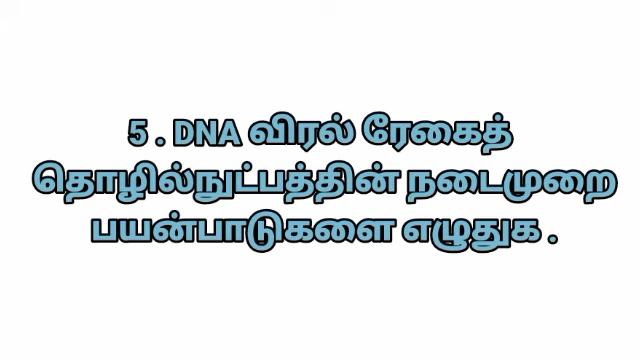 5 . DNA விரல் ரேகைத்
தொழில்நுட்பத்தின் நடைமுறை
பயன்பாடுகளை எழுதுக .